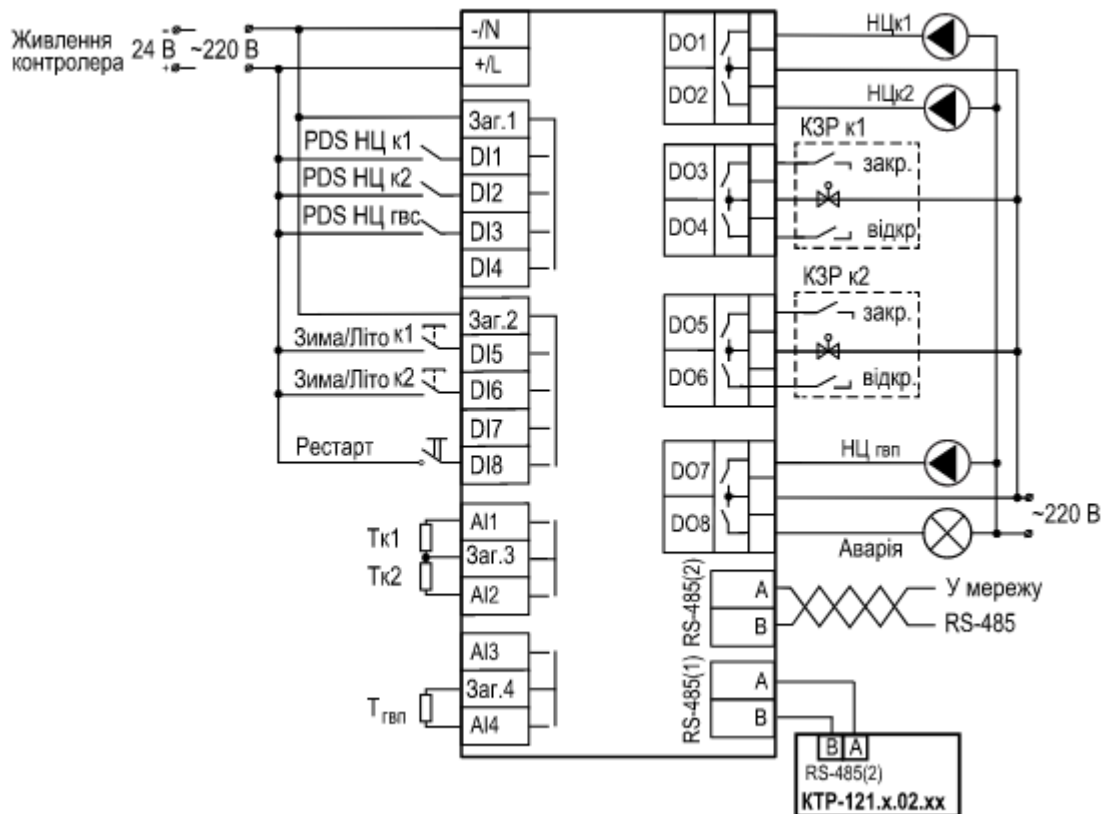 Живлення
контролера
-
+
24 В
~220 В
-/N
+/L
Заг.1
PDS НЦ к1
DI1
PDS НЦ к2
DI2
PDS НЦ гвс
DI3
DI4
Заг.2
Зима/Літо к1
DI5
Зима/Літо к2
DI6
DI7
Рестарт
DI8
Тк1
AI1
Заг.3
Тк2
AI2
AI3
Заг.4
Тгвп
AI4
DO1
НЦк1
DO2
НЦк2
КЗР к1
DO3
закр.
DO4
відкр.
КЗР к2
DO5
закр.
DO6
відкр.
DO7
НЦ гвп
DO8
~220 В
Аварія
RS-485(2)
A
B
У мережу
RS-485
RS-485(1)
A
B
B A
RS-485(2)
КТР-121.x.02.xx